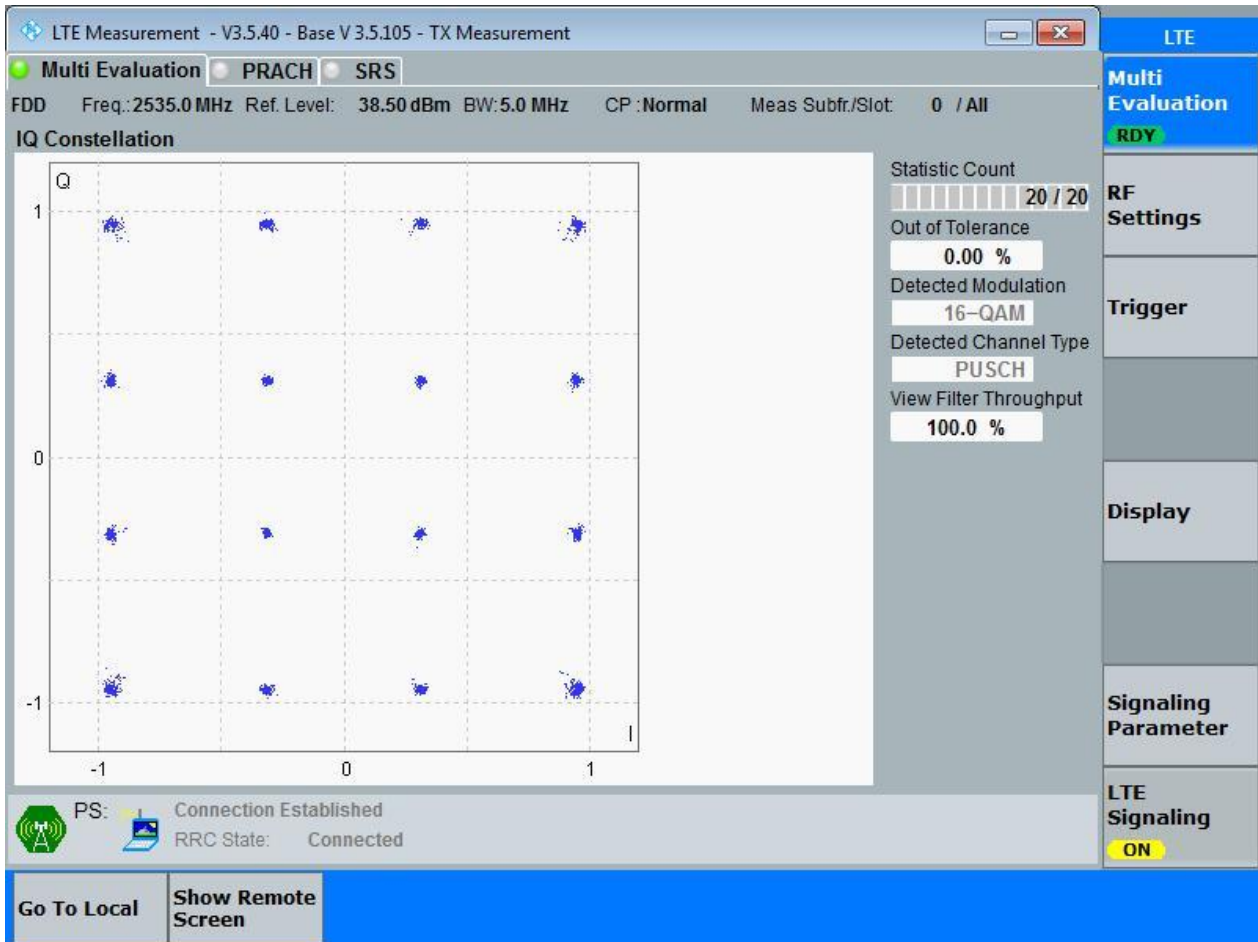 LTE Measurement - V3.5.40 - Base V 3.5.105 - TX Measurement
LTE
Multi Evaluation PRACH SRS
Multi
Evaluation
RDY
FDD Freq.: 2535.0 MHz Ref. Level: 38.50 dBm BW: 5.0 MHz CP : Normal Meas Subfr./Slot: 0 / All
IQ Constellation
Q
1
0
-1
I
-1 0 1
Statistic Count
20 / 20
Out of Tolerance
0.00 %
Detected Modulation
16-QAM
Detected Channel Type
PUSCH
View Filter Throughput
100.0 %
RF
Settings
Trigger
Display
Signaling
Parameter
LTE
Signaling
ON
PS: Connection Established
RRC State: Connected
Go To Local
Show Remote
Screen